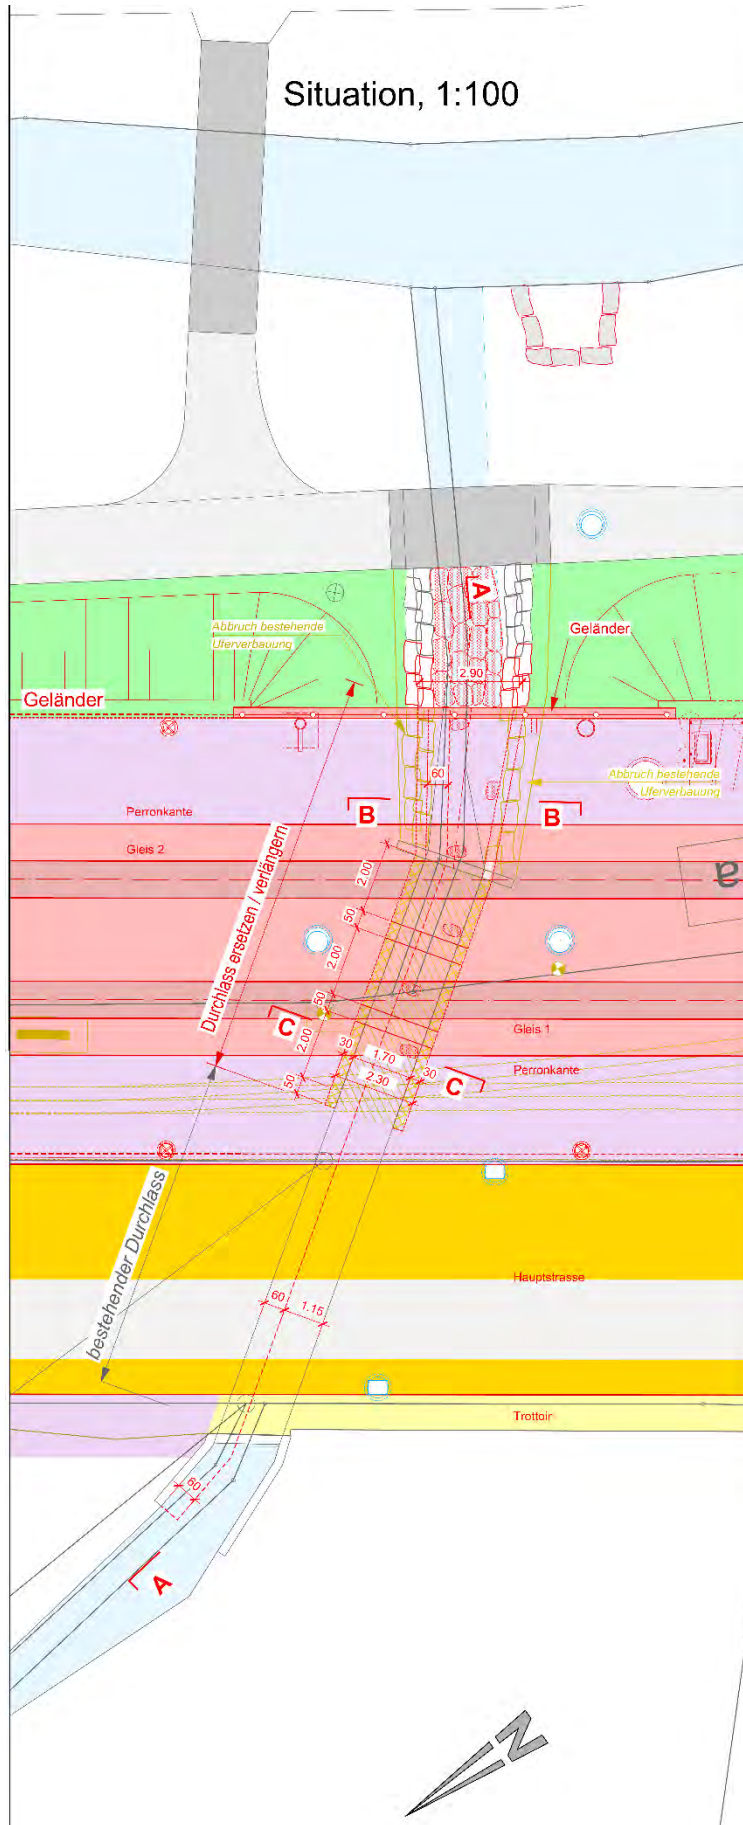 Situation, 1:100
A
Abbruch bestehende
Uferverbauung
Geländer
2.90
Geländer
60
Abbruch bestehende
Uferverbauung
B
B
Perronkante
Gleis 2
2.00
a
50
Durchlass ersetzen / verlängern
2.00
50
C
Gleis 1
2.00
30
1.70
Perronkante
2.30
30
C
50
bestehender Durchlass
Hauptstrasse
60
1.15
Trottoir
60
A
N